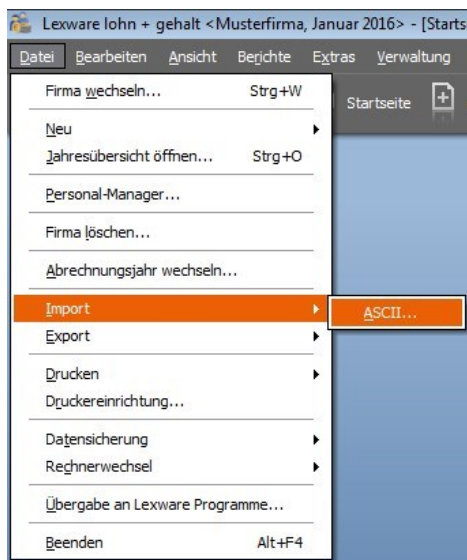 Lexware lohn + gehalt <Musterfirma, Januar 2016> - [Starts
Datei Bearbeiten Ansicht Berichte Extras Verwaltung
Firma wechseln... Strg+W
Startseite
Neu
Jahresübersicht öffnen... Strg+O
Personal-Manager...
Firma löschen...
Abrechnungsjahr wechseln...
Import
ASCII...
Export
Drucken
Druckereinrichtung...
Datensicherung
Rechnerwechsel
Übergabe an Lexware Programme...
Beenden Alt+F4